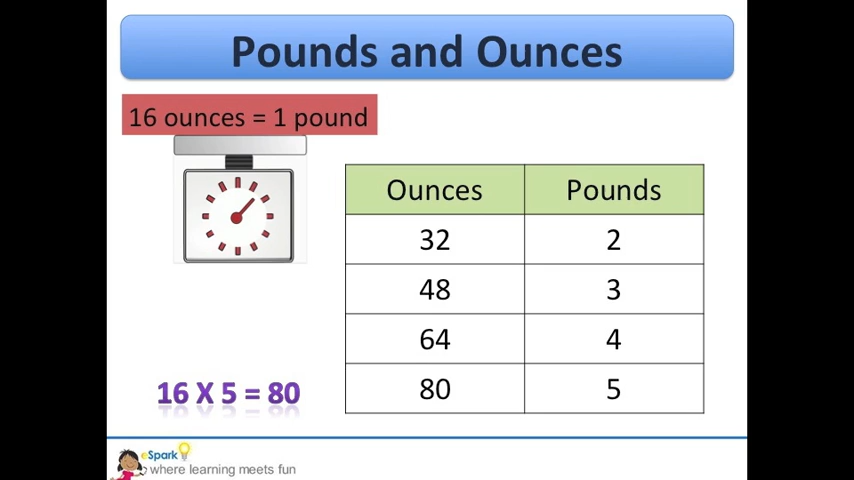 Pounds and Ounces
16 ounces = 1 pound
Ounces Pounds
32 2
48 3
64 4
80 5
16 X 5 = 80
eSpark
where learning meets fun